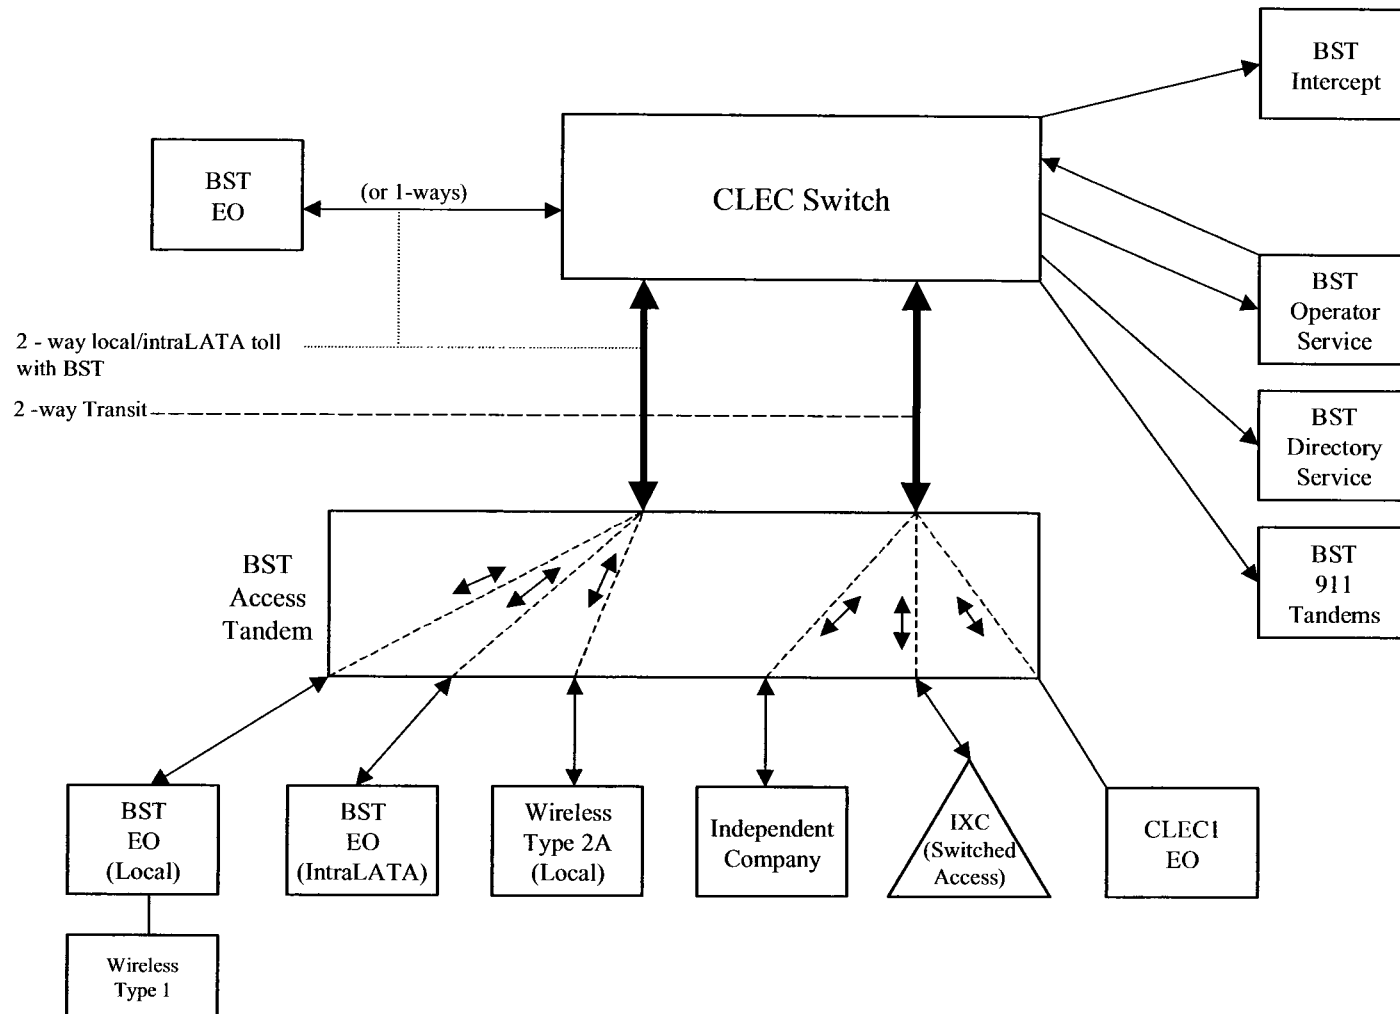 BST
Intercept
BST
EO
(or 1-ways)
CLEC Switch
BST
Operator
Service
2 - way local/intraLATA toll
with BST
2 -way Transit
BST
Directory
Service
BST
911
Tandems
BST
Access
Tandem
BST
EO
(Local)
BST
EO
(IntraLATA)
Wireless
Type 2A
(Local)
Independent
Company
IXC
(Switched
Access)
CLEC1
EO
Wireless
Type 1